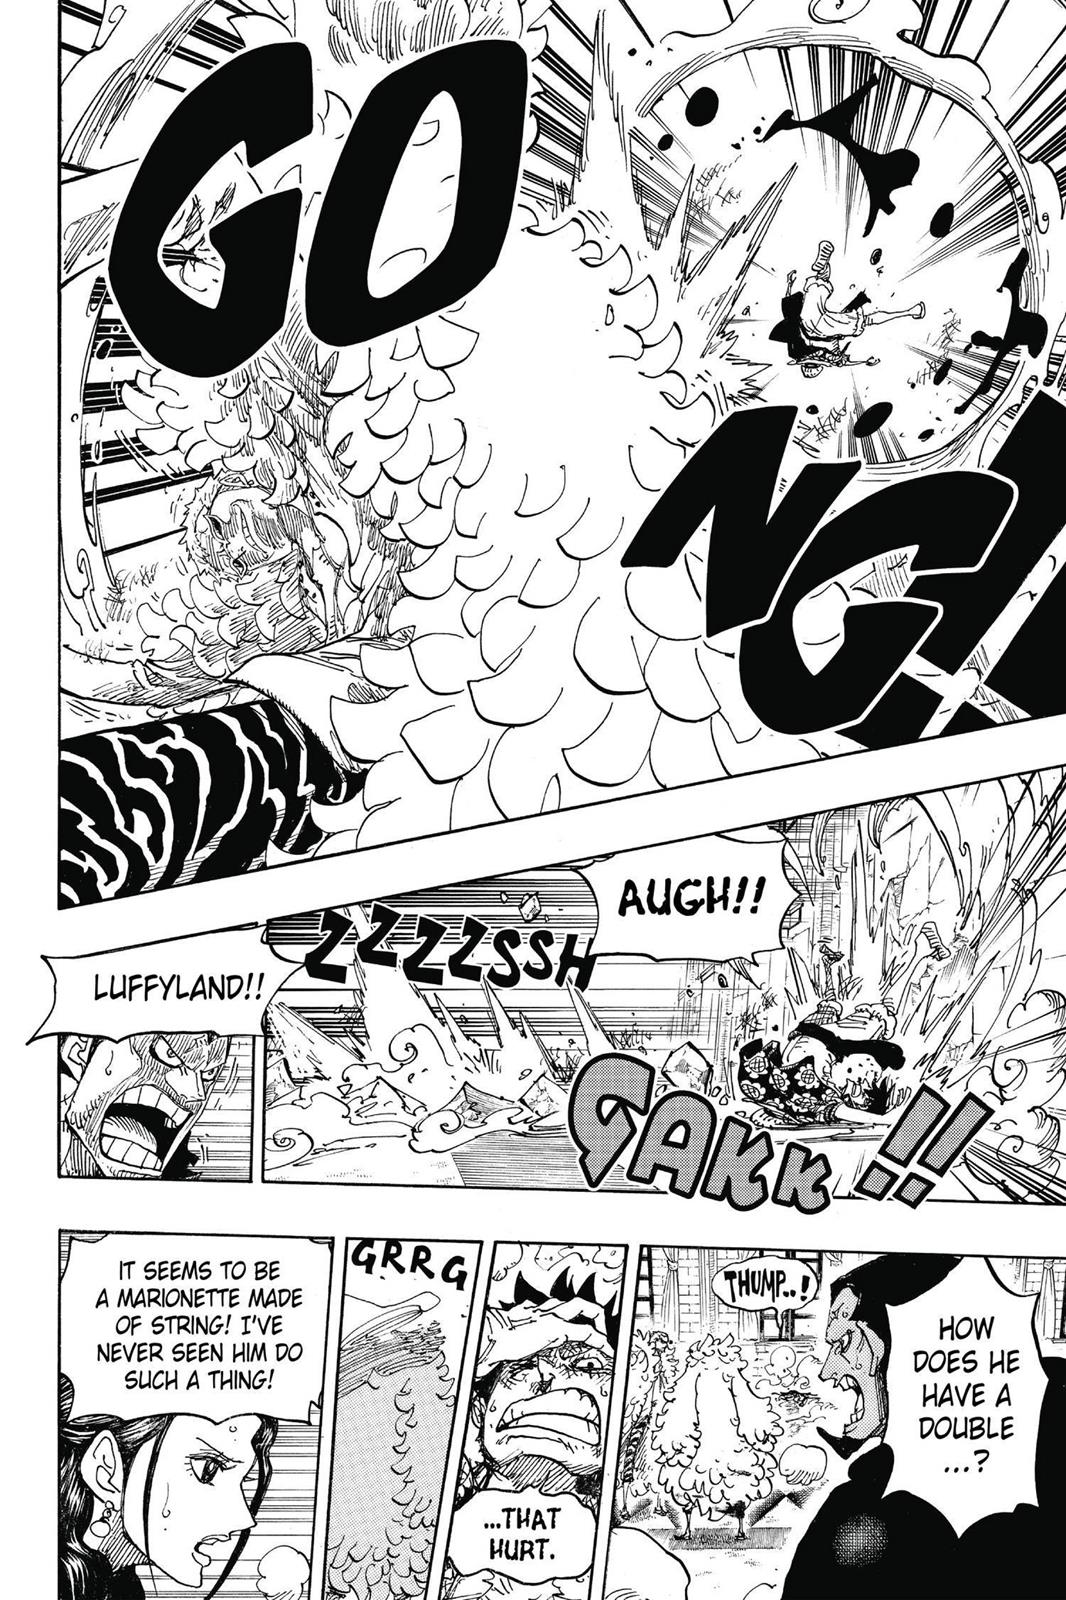 GO
NG!!
AUGH!!
ZZZZZSSH
GAKK!!
LUFFYLAND!!
HOW
DOES HE
HAVE A
DOUBLE
...?
THUMP..!
...THAT
HURT.
GRRG
IT SEEMS TO BE
A MARIONETTE MADE
OF STRING! I'VE
NEVER SEEN HIM DO
SUCH A THING!